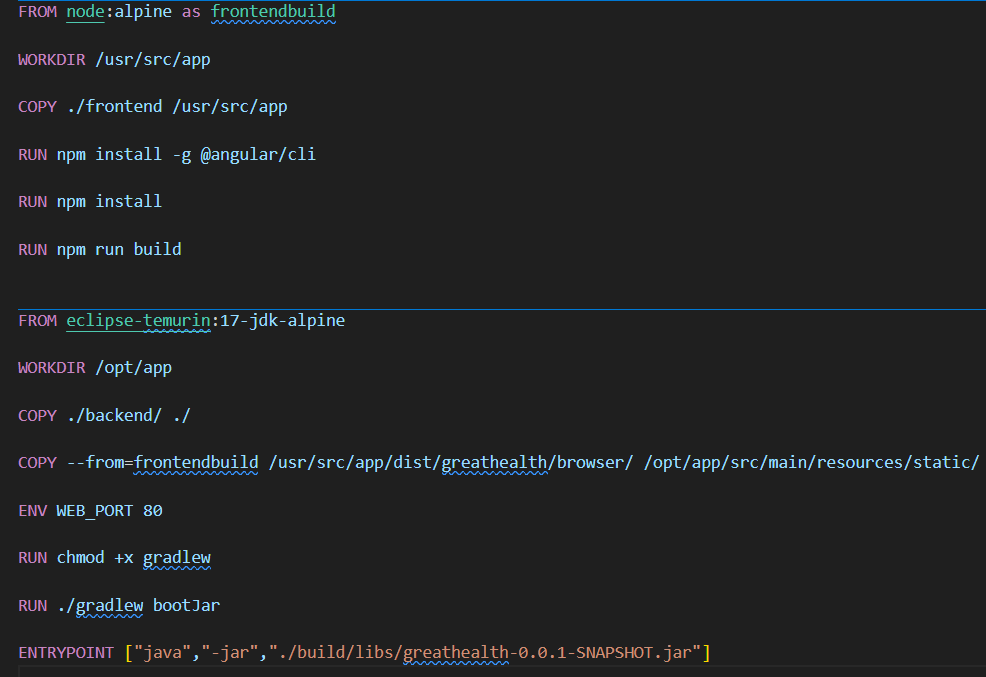 FROM node:alpine as frontendbuild
WORKDIR /usr/src/app
COPY ./frontend /usr/src/app
RUN npm install -g @angular/cli
RUN npm install
RUN npm run build
FROM eclipse-temurin:17-jdk-alpine
WORKDIR /opt/app
COPY ./backend/ ./
COPY --from=frontendbuild /usr/src/app/dist/greathealth/browser/ /opt/app/src/main/resources/static/
ENV WEB_PORT 80
RUN chmod +x gradlew
RUN ./gradlew bootJar
ENTRYPOINT ["java","-jar","./build/libs/greathealth-0.0.1-SNAPSHOT.jar"]